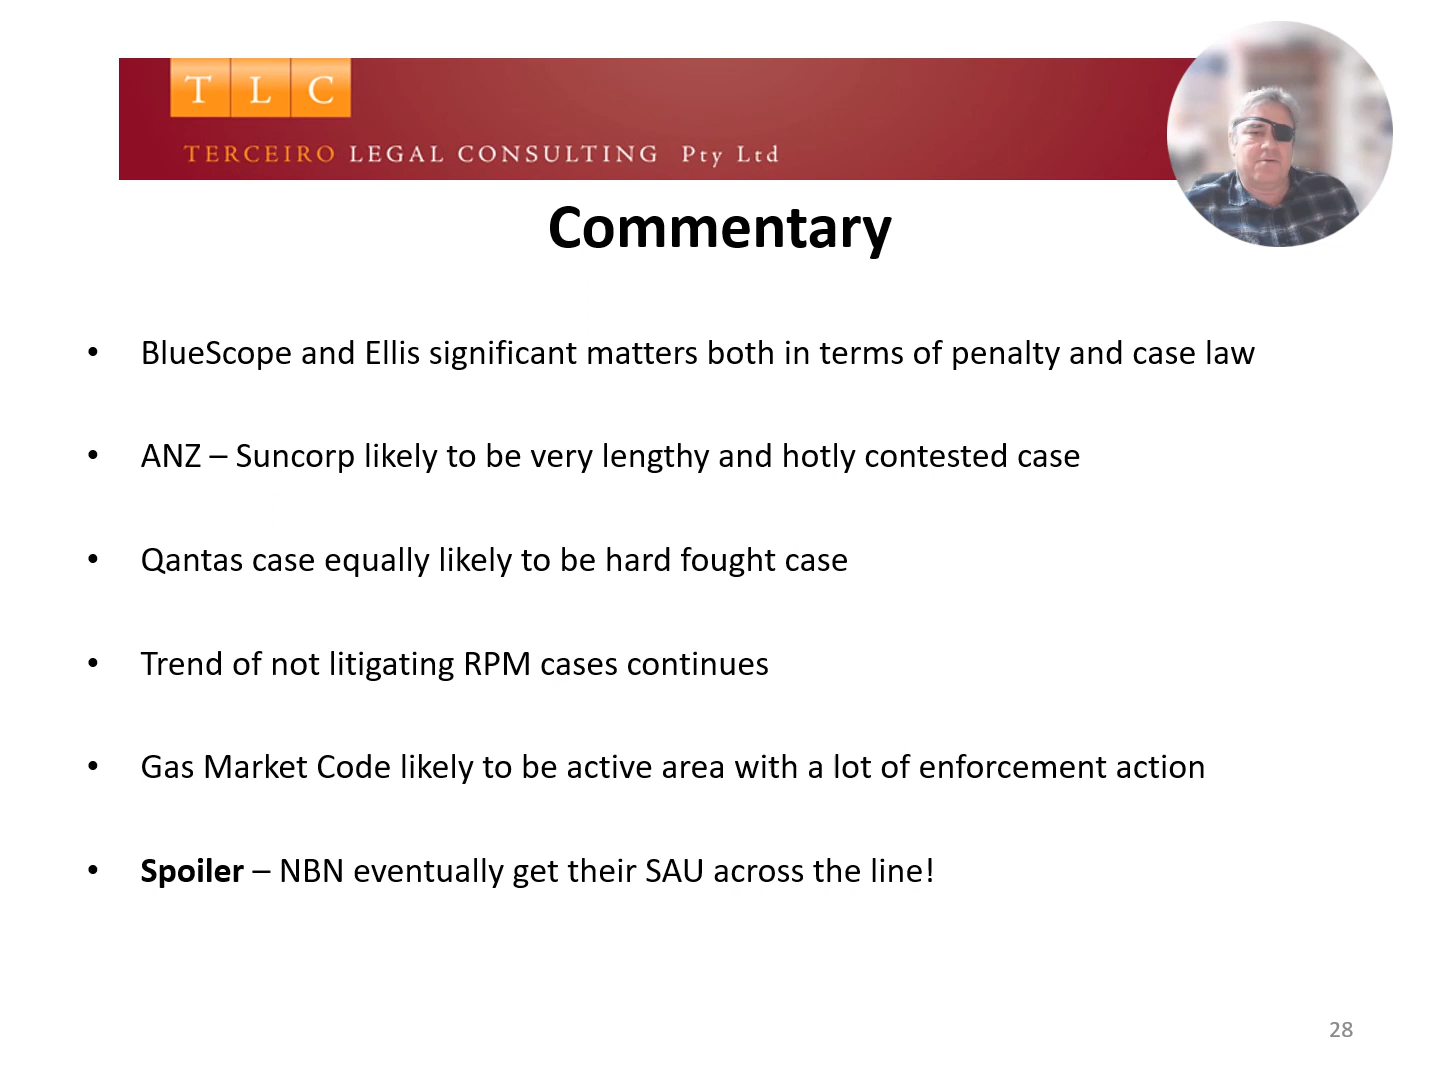 T L C
TERCEIRO LEGAL CONSULTING Pty Ltd
Commentary
• BlueScope and Ellis significant matters both in terms of penalty and case law
• ANZ – Suncorp likely to be very lengthy and hotly contested case
• Qantas case equally likely to be hard fought case
• Trend of not litigating RPM cases continues
• Gas Market Code likely to be active area with a lot of enforcement action
• Spoiler – NBN eventually get their SAU across the line!
28